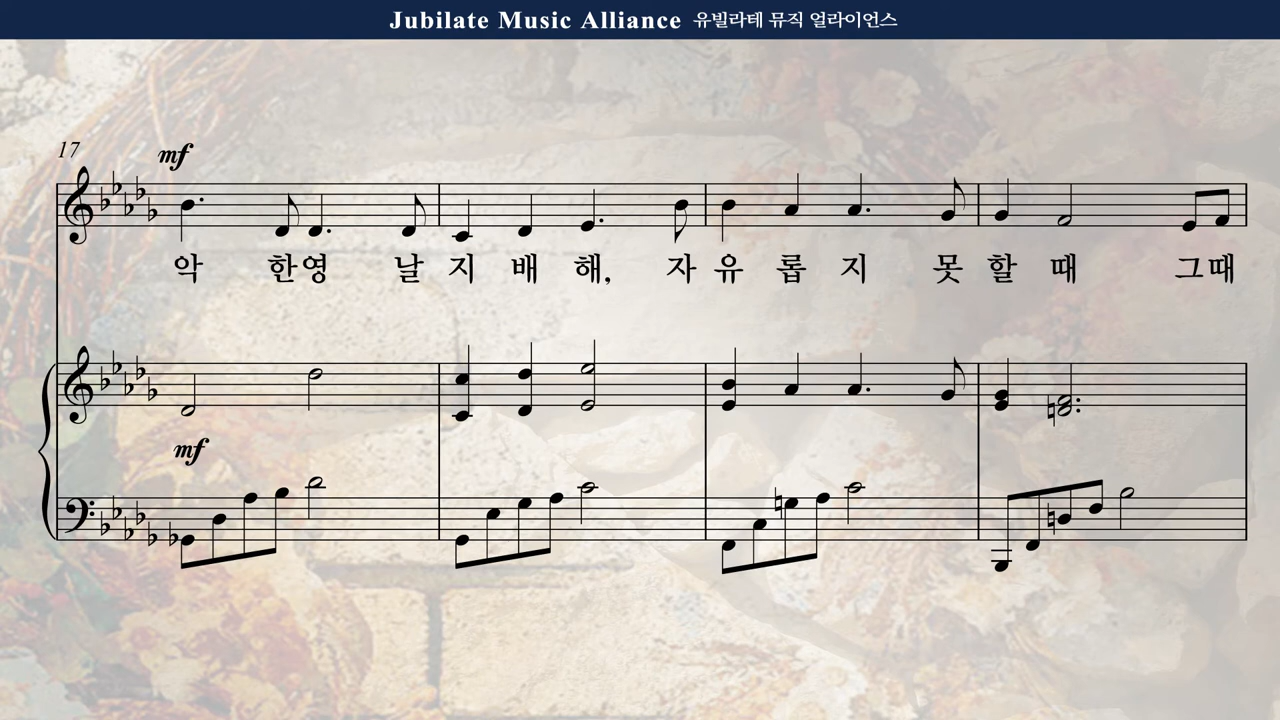 Jubilate Music Alliance 유빌라테 뮤직 얼라이언스
17
mf
악 한영 날 지 배 해, 자 유 롭 지 못 할 때 그때
mf